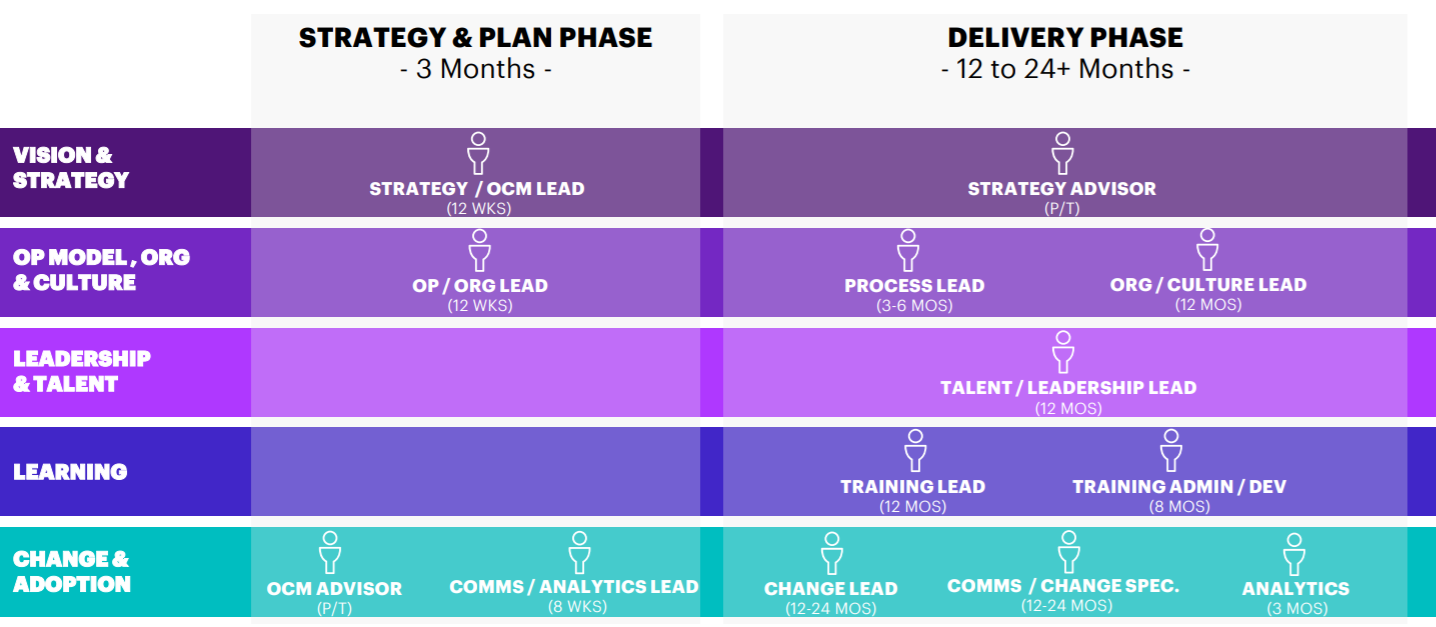 STRATEGY & PLAN PHASE
- 3 Months -
DELIVERY PHASE
- 12 to 24+ Months -
VISION &
STRATEGY
STRATEGY / OCM LEAD
(12 WKS)
STRATEGY ADVISOR
(P/T)
OP MODEL, ORG
& CULTURE
OP / ORG LEAD
(12 WKS)
PROCESS LEAD
(3-6 MOS)
ORG / CULTURE LEAD
(12 MOS)
LEADERSHIP
& TALENT
TALENT / LEADERSHIP LEAD
(12 MOS)
LEARNING
TRAINING LEAD
(12 MOS)
TRAINING ADMIN / DEV
(8 MOS)
CHANGE &
ADOPTION
OCM ADVISOR
(P/T)
COMMS / ANALYTICS LEAD
(8 WKS)
CHANGE LEAD
(12-24 MOS)
COMMS / CHANGE SPEC.
(12-24 MOS)
ANALYTICS
(3 MOS)